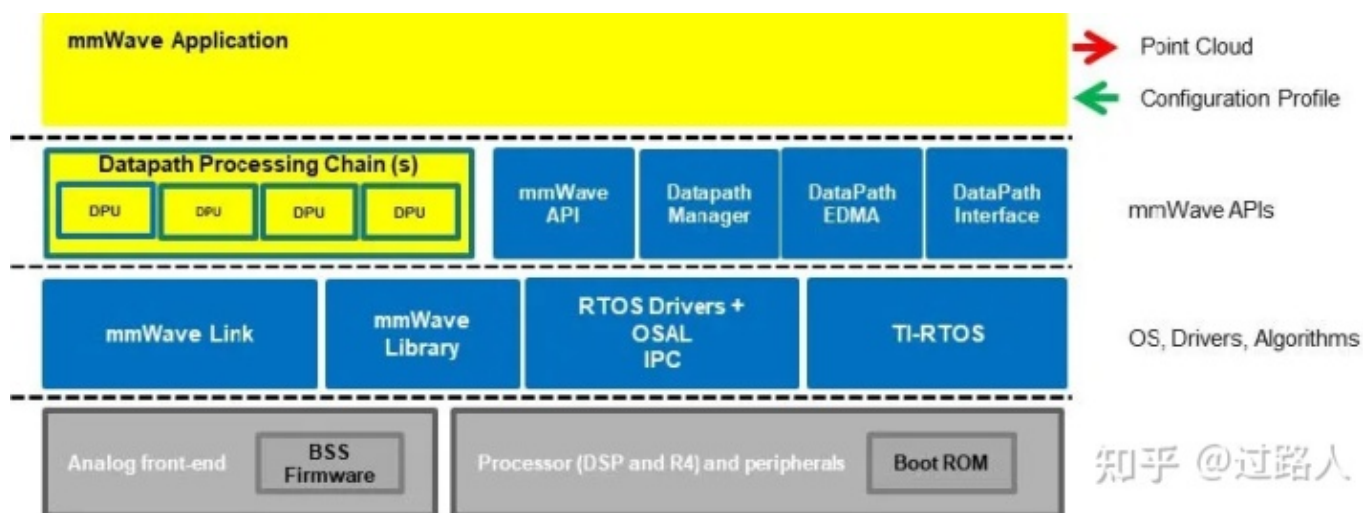 mmWave Application
Point Cloud
Configuration Profile
Datapath Processing Chain (s)
DPU
DPU
DPU
DPU
mmWave
API
Datapath
Manager
DataPath
EDMA
DataPath
Interface
mmWave APIs
mmWave Link
mmWave
Library
RTOS Drivers +
OSAL
IPC
TI-RTOS
OS, Drivers, Algorithms
Analog front-end
BSS
Firmware
Processor (DSP and R4) and peripherals
Boot ROM
知乎 @过路人